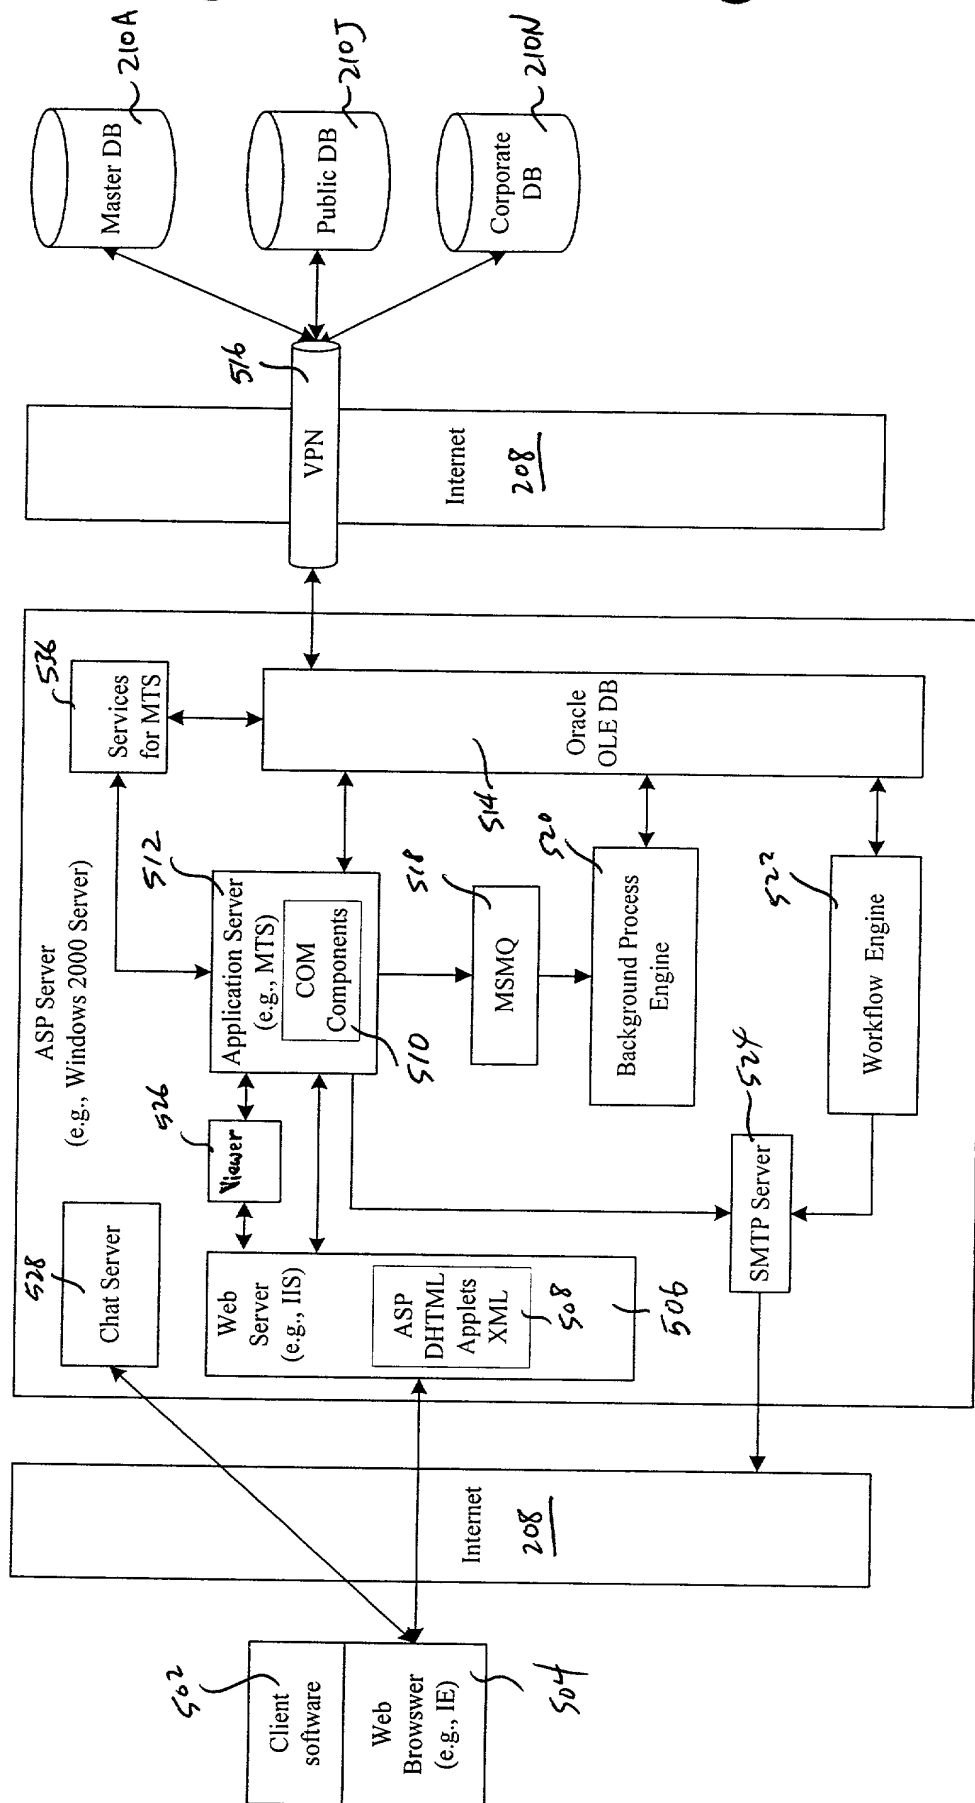 502
Client
software
Web
Browswer
(e.g., IE)
504
Internet
208
ASP Server
(e.g., Windows 2000 Server)
528
Chat Server
Web
Server
(e.g., IIS)
ASP
DHTML
Applets
XML
508
506
526
Viewer
512
Application Server
(e.g., MTS)
COM
Components
510
518
MSMQ
520
Background Process
Engine
522
Workflow Engine
524
SMTP Server
536
Services
for MTS
514
Oracle
OLE DB
516
VPN
Internet
208
Master DB
210A
Public DB
210J
Corporate
DB
210N